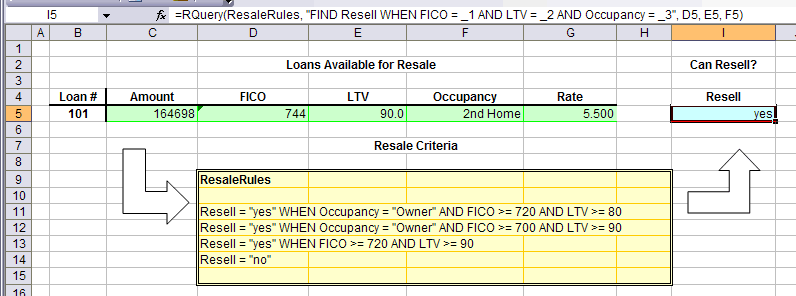 I5 fx =RQuery(ResaleRules, "FIND Resell WHEN FICO = _1 AND LTV = _2 AND Occupancy = _3", D5, E5, F5)
A B C D E F G H I
1
2 Loans Available for Resale Can Resell?
3
4 Loan # Amount FICO LTV Occupancy Rate Resell
5 101 164698 744 90.0 2nd Home 5.500 yes
6
7 Resale Criteria
8
9 ResaleRules
10
11 Resell = "yes" WHEN Occupancy = "Owner" AND FICO >= 720 AND LTV >= 80
12 Resell = "yes" WHEN Occupancy = "Owner" AND FICO >= 700 AND LTV >= 90
13 Resell = "yes" WHEN FICO >= 720 AND LTV >= 90
14 Resell = "no"
15
16